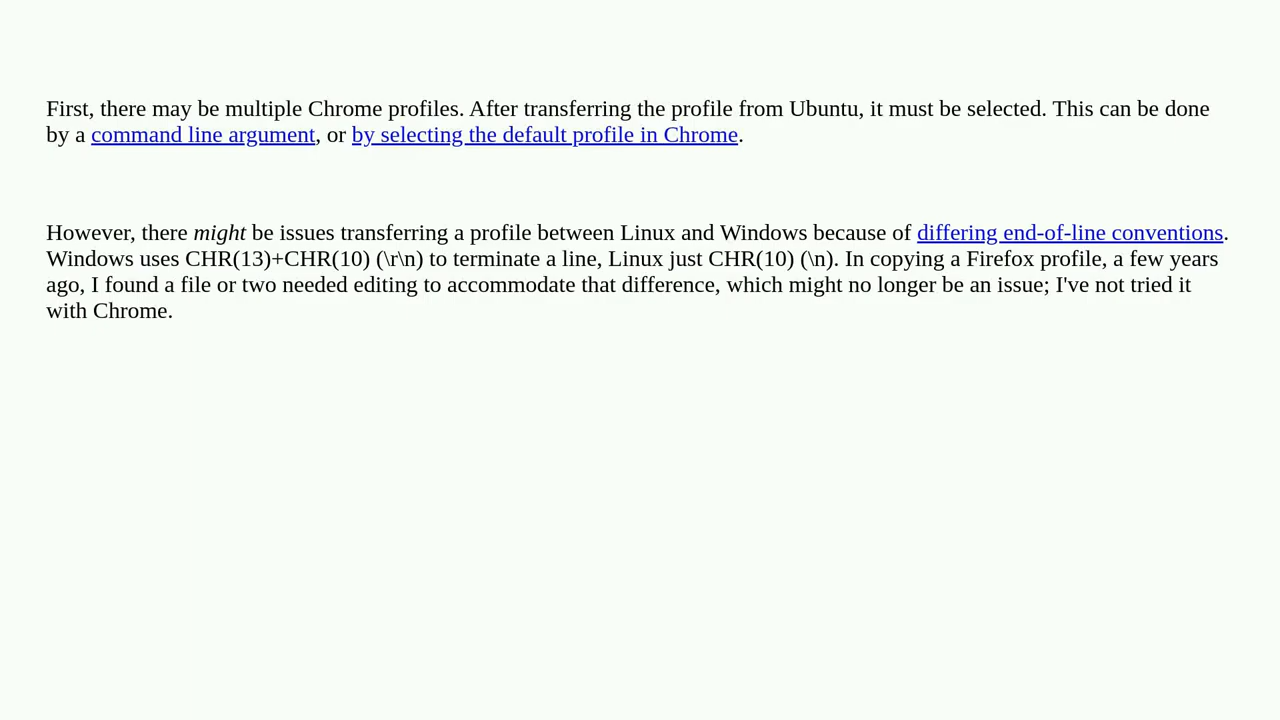 First, there may be multiple Chrome profiles. After transferring the profile from Ubuntu, it must be selected. This can be done
by a command line argument, or by selecting the default profile in Chrome.
However, there might be issues transferring a profile between Linux and Windows because of differing end-of-line conventions.
Windows uses CHR(13)+CHR(10) (\r\n) to terminate a line, Linux just CHR(10) (\n). In copying a Firefox profile, a few years
ago, I found a file or two needed editing to accommodate that difference, which might no longer be an issue; I've not tried it
with Chrome.